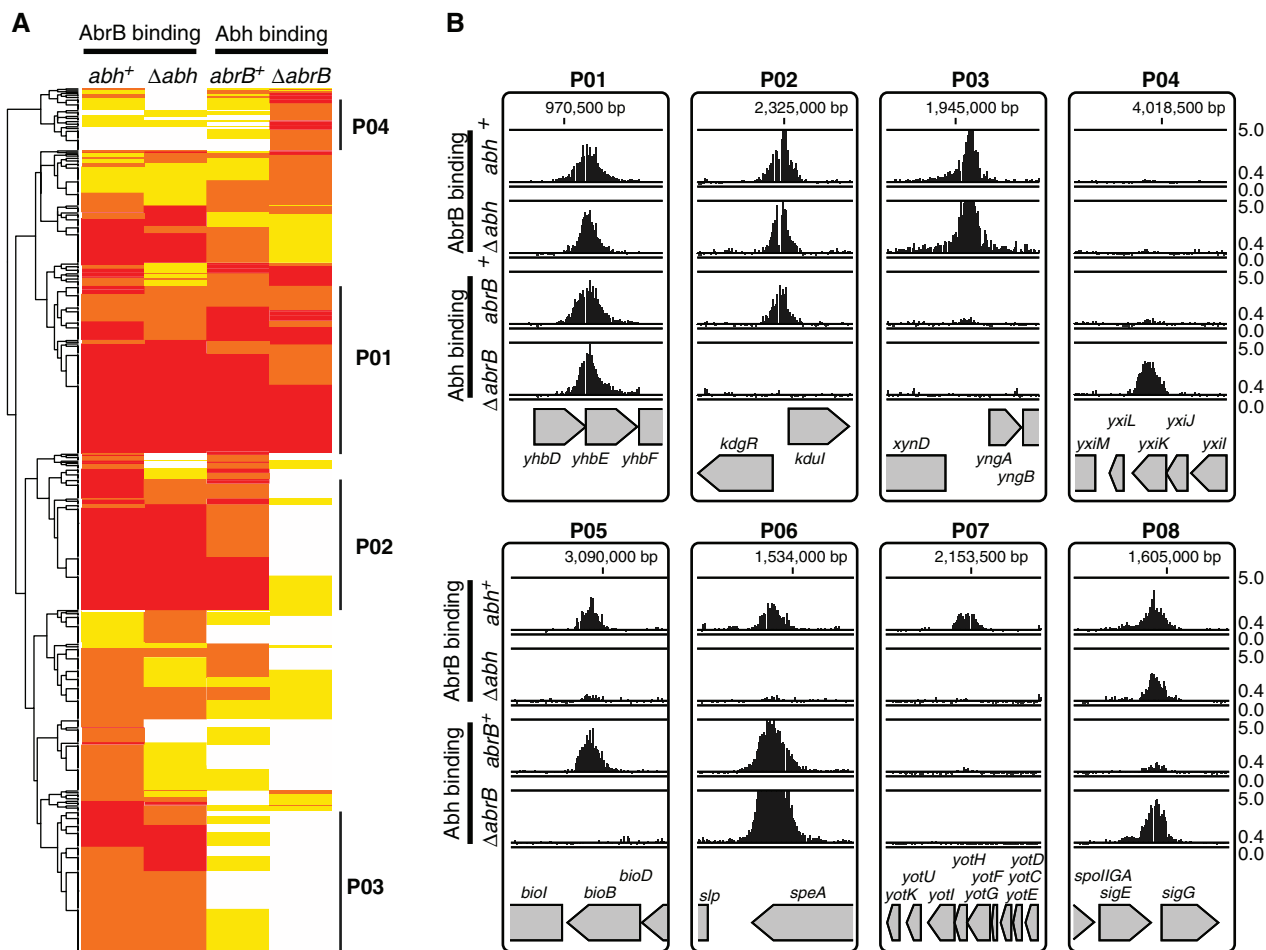 A
AbrB binding Abh binding
abh+ Δabh abrB+ ΔabrB
P04
P01
P02
P03
B
P01 P02 P03 P04
970,500 bp 2,325,000 bp 1,945,000 bp 4,018,500 bp
AbrB binding
abh+
Δabh
Abh binding
abrB+
ΔabrB
5.0
0.4
0.0
5.0
0.4
0.0
5.0
0.4
0.0
5.0
0.4
0.0
yhbD yhbE yhbF
kdgR kduI
xynD yngA yngB
yxiM yxiL yxiK yxiJ yxiI
P05 P06 P07 P08
3,090,000 bp 1,534,000 bp 2,153,500 bp 1,605,000 bp
AbrB binding
abh+
Δabh
Abh binding
abrB+
ΔabrB
5.0
0.4
0.0
5.0
0.4
0.0
5.0
0.4
0.0
5.0
0.4
0.0
bioI bioB bioD
slp speA
yotK yotU yotI yotH yotG yotF yotE yotC yotD
spoIIGA sigE sigG